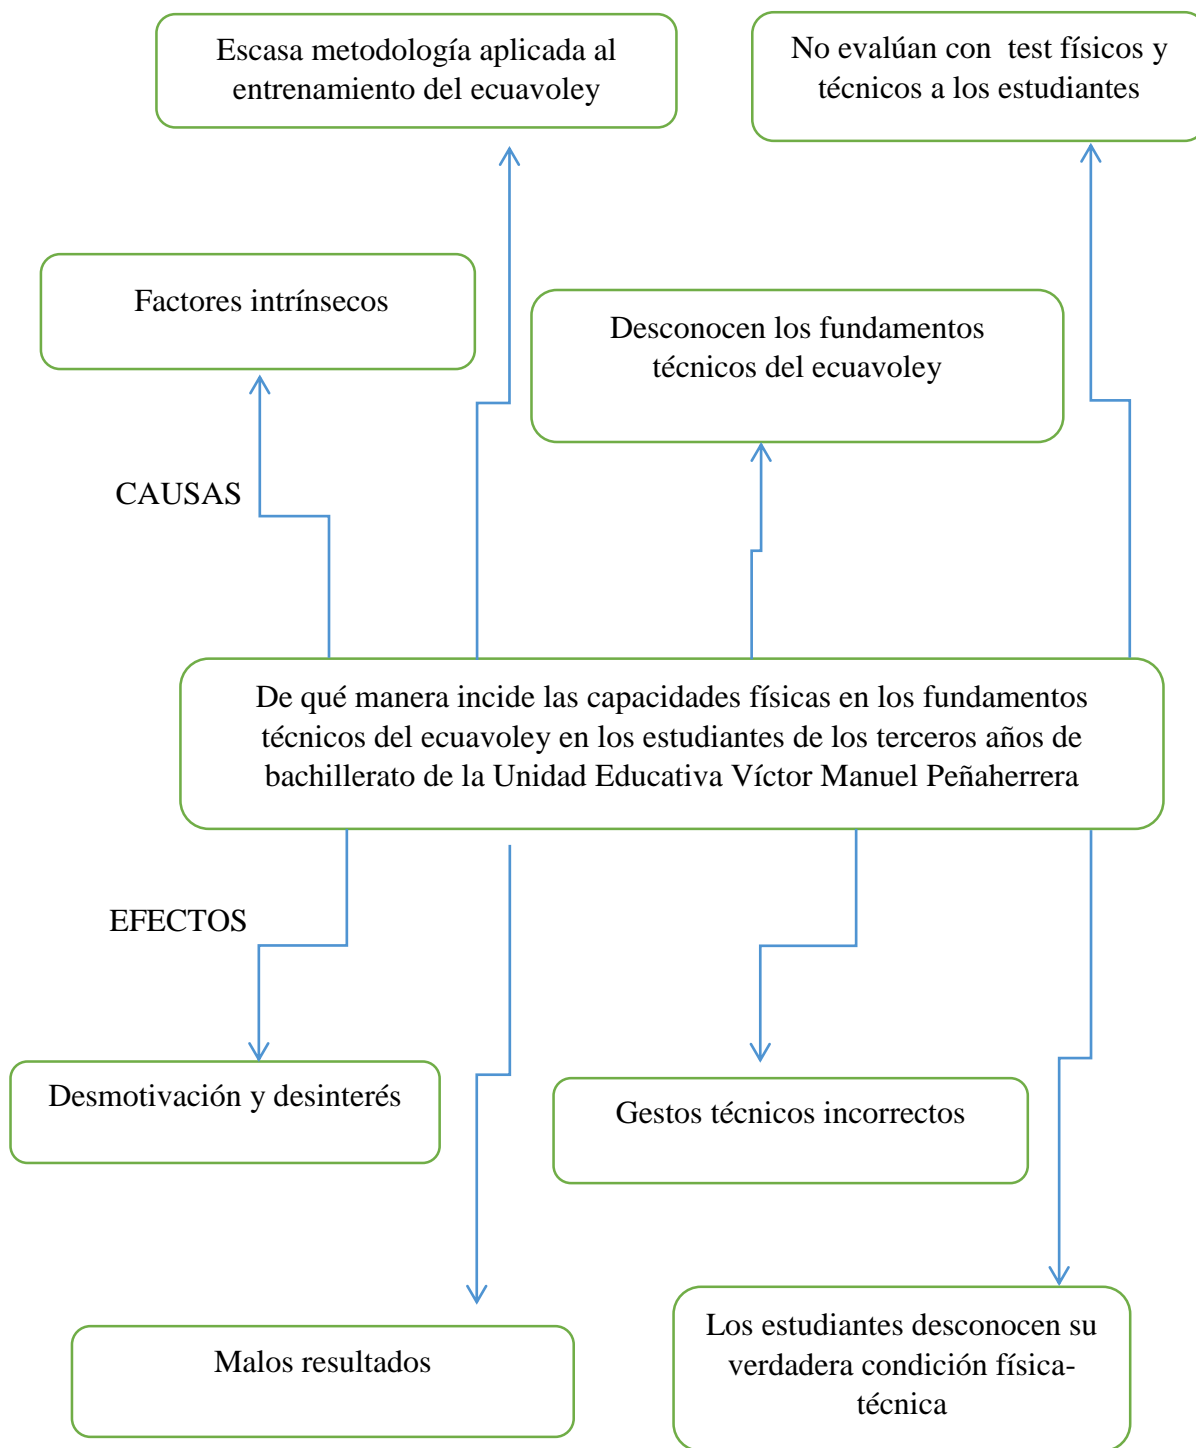 Escasa metodología aplicada al
entrenamiento del ecuavoley
No evalúan con  test físicos y
técnicos a los estudiantes
Factores intrínsecos
Desconocen los fundamentos
técnicos del ecuavoley
CAUSAS
De qué manera incide las capacidades físicas en los fundamentos
técnicos del ecuavoley en los estudiantes de los terceros años de
bachillerato de la Unidad Educativa Víctor Manuel Peñaherrera
EFECTOS
Desmotivación y desinterés
Gestos técnicos incorrectos
Malos resultados
Los estudiantes desconocen su
verdadera condición física-
técnica